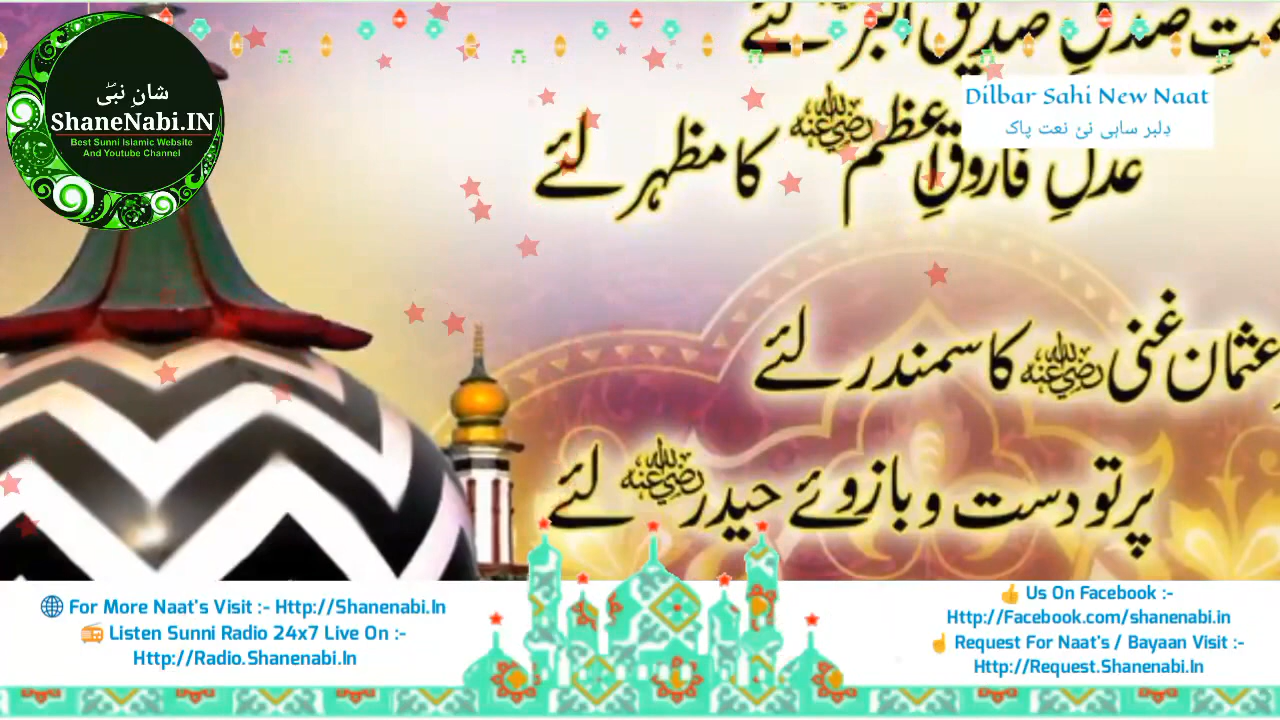 شانِ نبیؐ
ShaneNabi.IN
Best Sunni Islamic Website
And Youtube Channel
صدقِ صدیقِ اکبر لئے
Dilbar Sahi New Naat
دلبر ساہی نئ نعت پاک
عدلِ فاروقِ اعظم رضی اللہ عنہ کا مظہر لئے
عثمان غنی رضی اللہ عنہ کا سمندر لئے
پرتو دست و بازوئے حیدر رضی اللہ عنہ لئے
🌐 For More Naat's Visit :- Http://Shanenabi.In
📻 Listen Sunni Radio 24x7 Live On :-
Http://Radio.Shanenabi.In
👍 Us On Facebook :-
Http://Facebook.com/shanenabi.in
☝ Request For Naat's / Bayaan Visit :-
Http://Request.Shanenabi.In